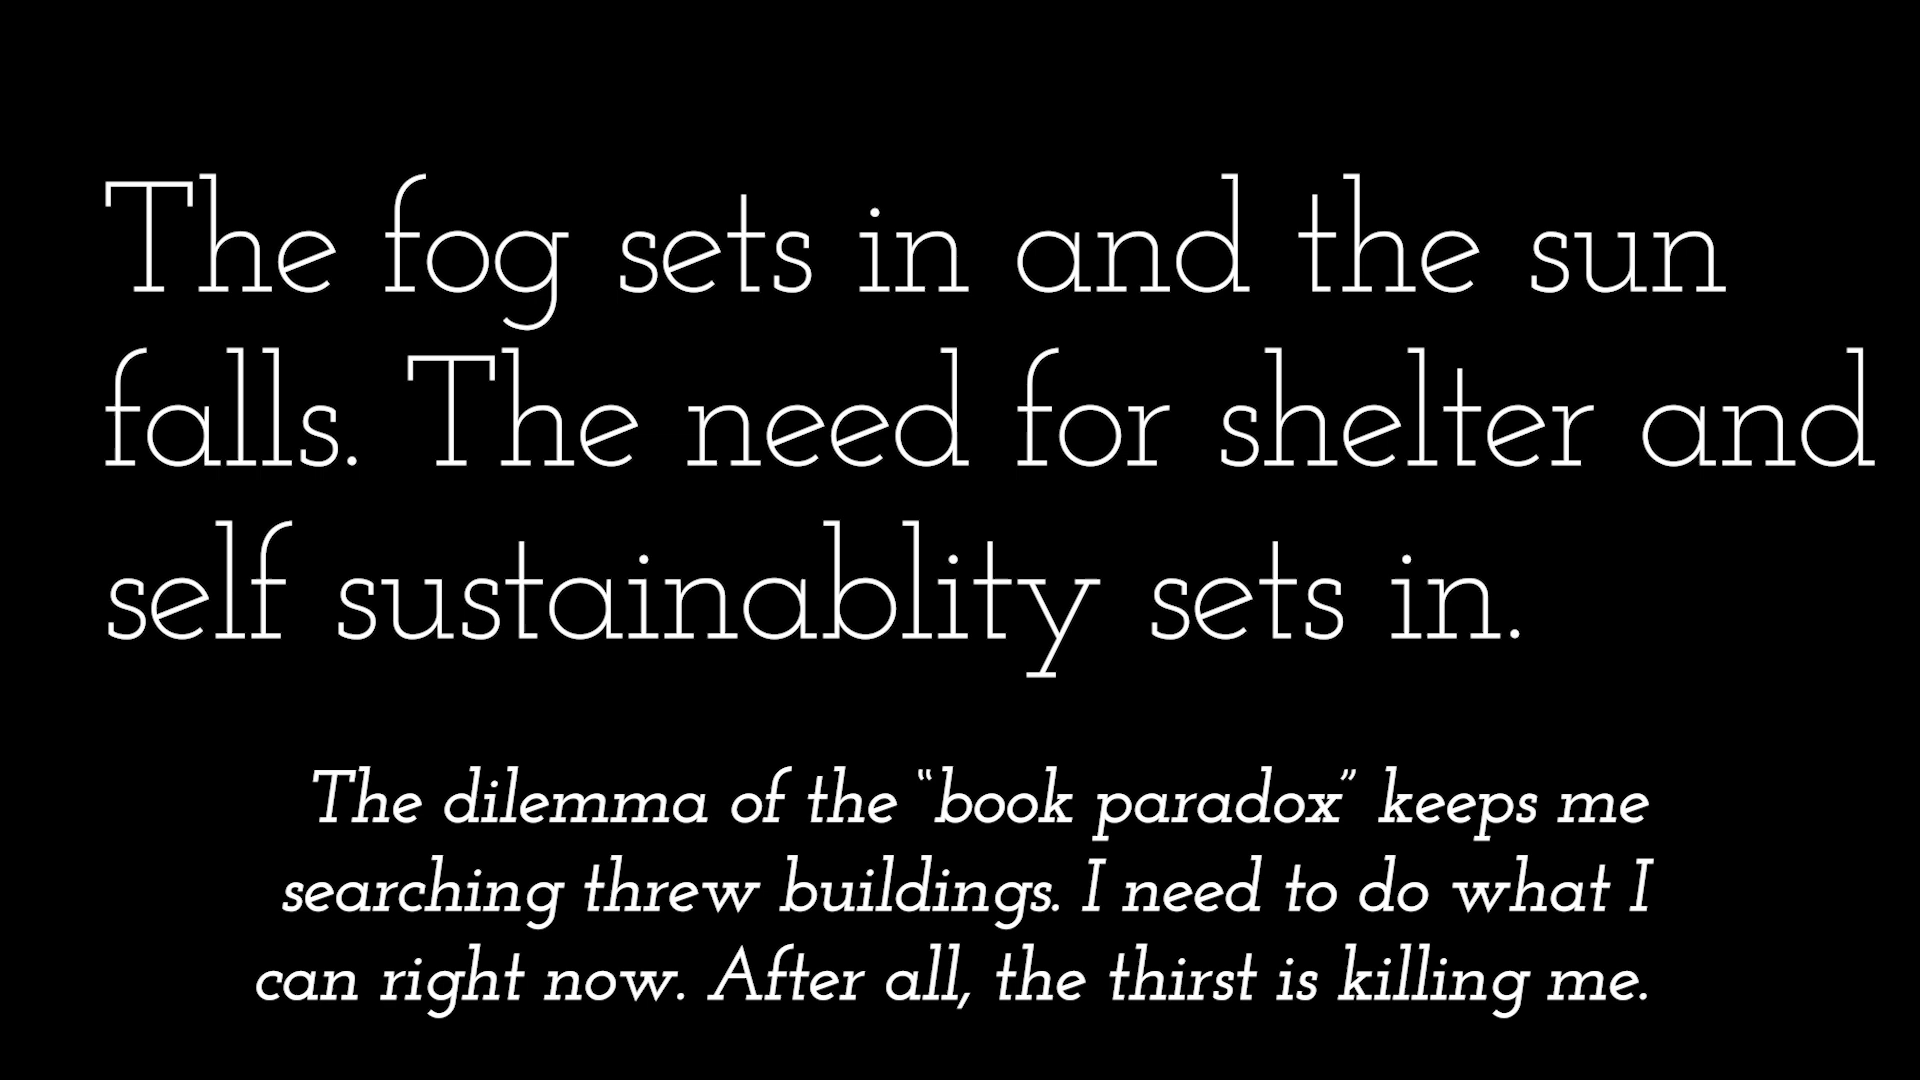 The fog sets in and the sun
falls. The need for shelter and
self sustainablity sets in.
The dilemma of the “book paradox” keeps me
searching threw buildings. I need to do what I
can right now. After all, the thirst is killing me.